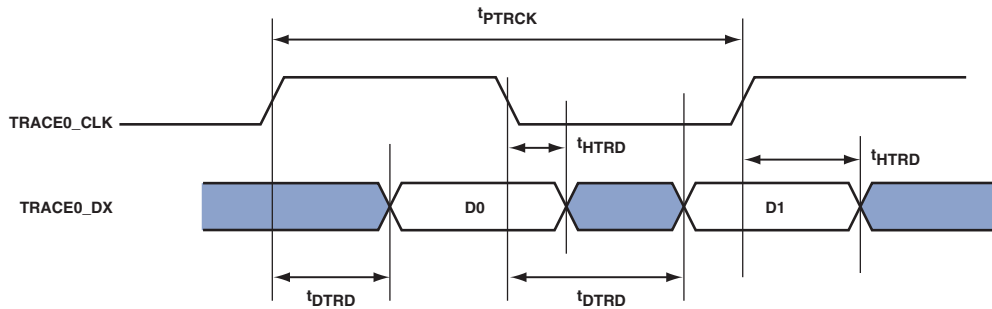 tPTRCK
TRACE0_CLK
tHTRD
tHTRD
TRACE0_DX
D0
D1
tDTRD
tDTRD